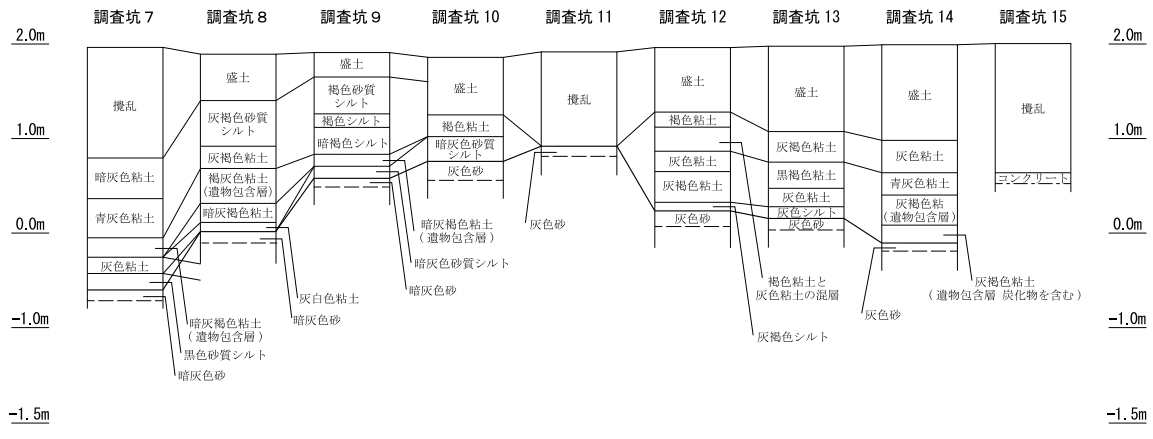 調査坑7
調査坑8
調査坑9
調査坑10
調査坑11
調査坑12
調査坑13
調査坑14
調査坑15
2.0m
1.0m
0.0m
-1.0m
-1.5m
2.0m
1.0m
0.0m
-1.0m
-1.5m
攪乱
暗灰色粘土
青灰色粘土
灰色粘土
暗灰褐色粘土
(遺物包含層)
黒色砂質シルト
暗灰色砂
盛土
灰褐色砂質
シルト
灰褐色粘土
褐灰色粘土
(遺物包含層)
暗灰褐色粘土
灰白色粘土
暗灰色砂
盛土
褐色砂質
シルト
褐色シルト
暗褐色シルト
暗灰褐色粘土
(遺物包含層)
暗灰色砂質シルト
暗灰色砂
盛土
褐色粘土
暗灰色砂質
シルト
灰色砂
攪乱
灰色砂
盛土
褐色粘土
灰色粘土
灰褐色粘土
灰色砂
褐色粘土と
灰色粘土の混層
灰褐色シルト
盛土
灰褐色粘土
黒褐色粘土
灰色粘土
灰色シルト
灰色砂
盛土
灰色粘土
青灰色粘土
灰褐色粘
(遺物包含層)
灰褐色粘土
(遺物包含層 炭化物を含む)
灰色砂
攪乱
コンクリート